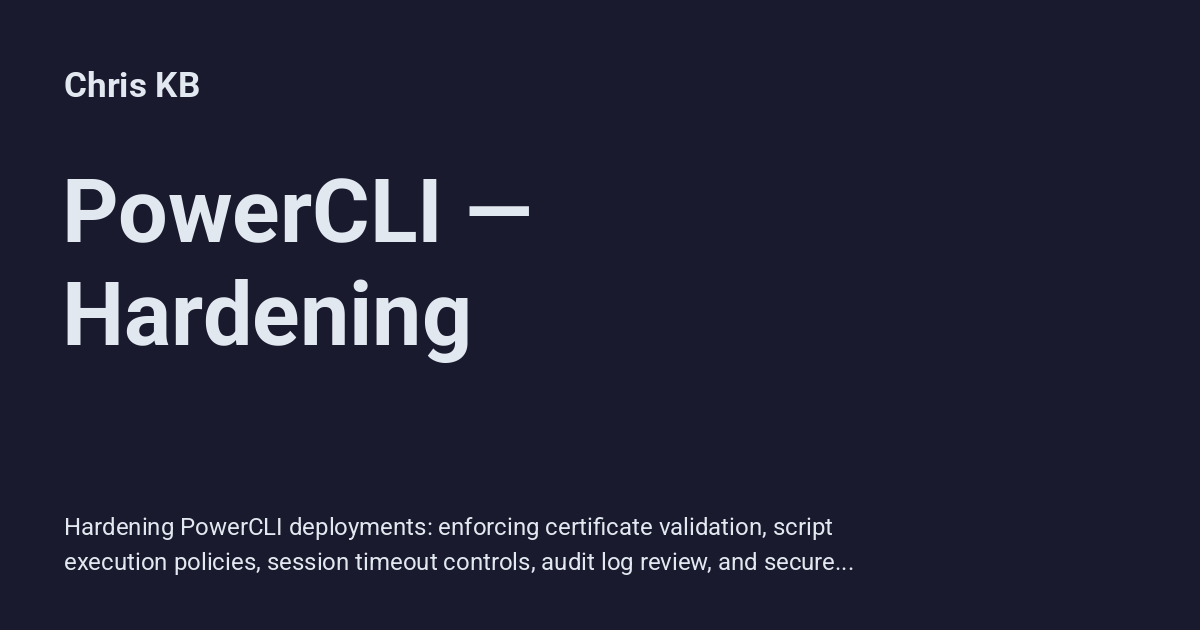 Chris KB
PowerCLI —
Hardening
Hardening PowerCLI deployments: enforcing certificate validation, script
execution policies, session timeout controls, audit log review, and secure...